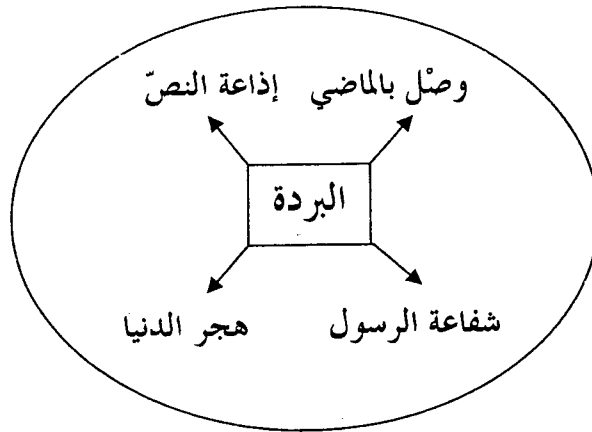 وصْل بالماضي إذاعة النصّ
البردة
شفاعة الرسول هجر الدنيا